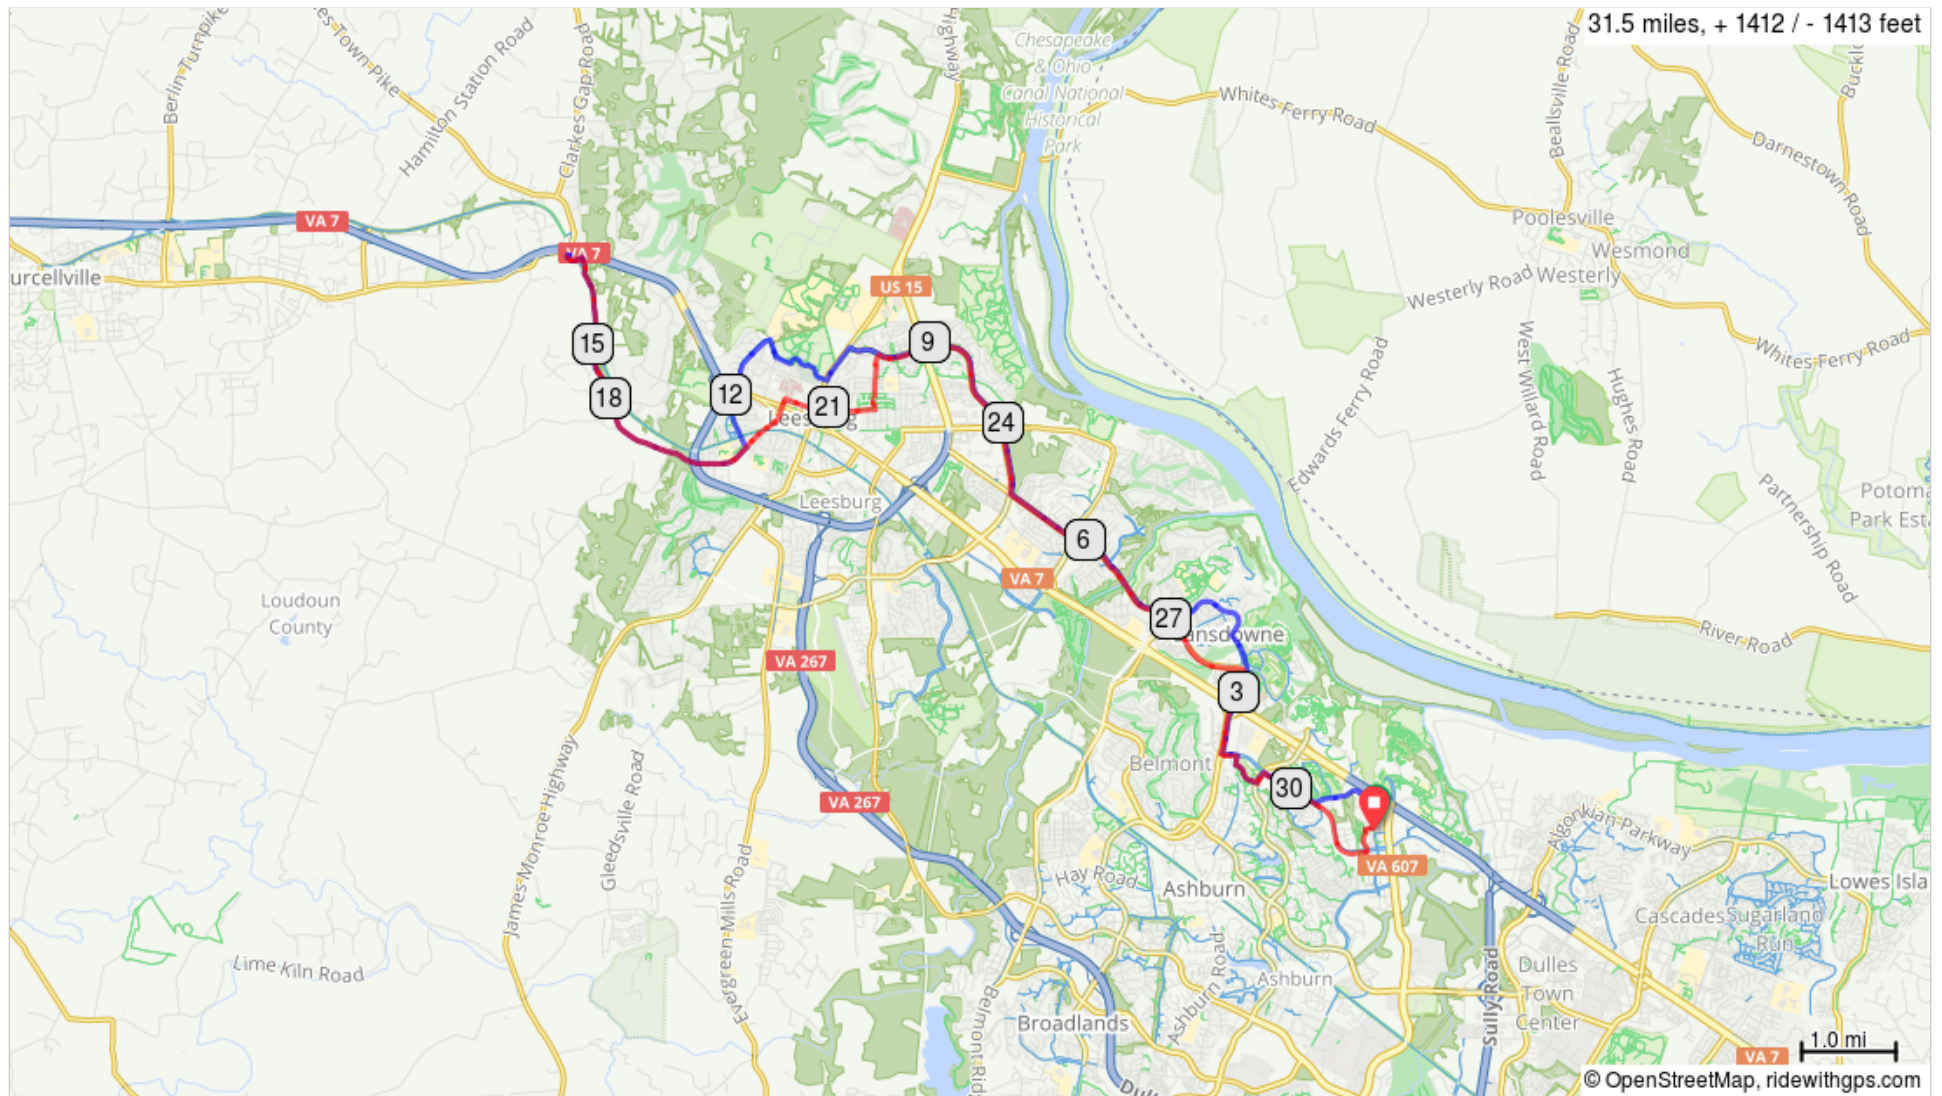 31.5 miles, + 1412 / - 1413 feet
Berlin Turnpike
es Town Pike
Hamilton Station Road
Clarkes Gap Road
Highway
Chesapeake
& Ohio
Canal National
Historical
Park
Whites Ferry Road
Beallsville Road
Darnestown Road
Poolesville
Wesmond
Westerly Road
Westerly
VA 7
VA 7
urcellville
US 15
West Willard Road
Hughes Road
Whites Ferry Road
Edwards Ferry Road
Partnership Road
Potoma
Park Est
15
18
12
21
9
24
6
27
3
30
Leesburg
Leesburg
VA 7
Loudoun
County
River Road
VA 267
VA 267
Belmont
VA 607
James Monroe Highway
Gleedsville Road
Evergreen Mills Road
Lime Kiln Road
Hay Road
Ashburn
Ashburn Road
Ashburn
Broadlands
Belmont Rid
Algonkian Parkway
Lowes Isla
Cascades
Sugarland
Run
Dulles
Town
Center
Sully Road
VA 7
1.0 mi
© OpenStreetMap, ridewithgps.com